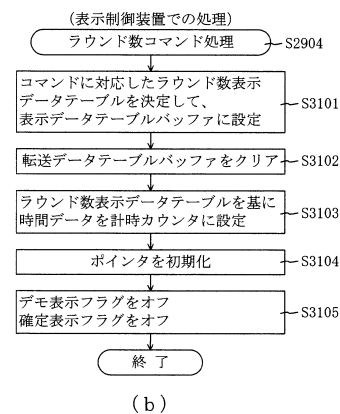 (表示制御装置での処理)
ラウンド数コマンド処理
S2904
コマンドに対応したラウンド数表示
データテーブルを決定して、
表示データテーブルバッファに設定
S3101
転送データテーブルバッファをクリア
S3102
ラウンド数表示データテーブルを基に
時間データを計時カウンタに設定
S3103
ポインタを初期化
S3104
デモ表示フラグをオフ
確定表示フラグをオフ
S3105
終 了
(b)